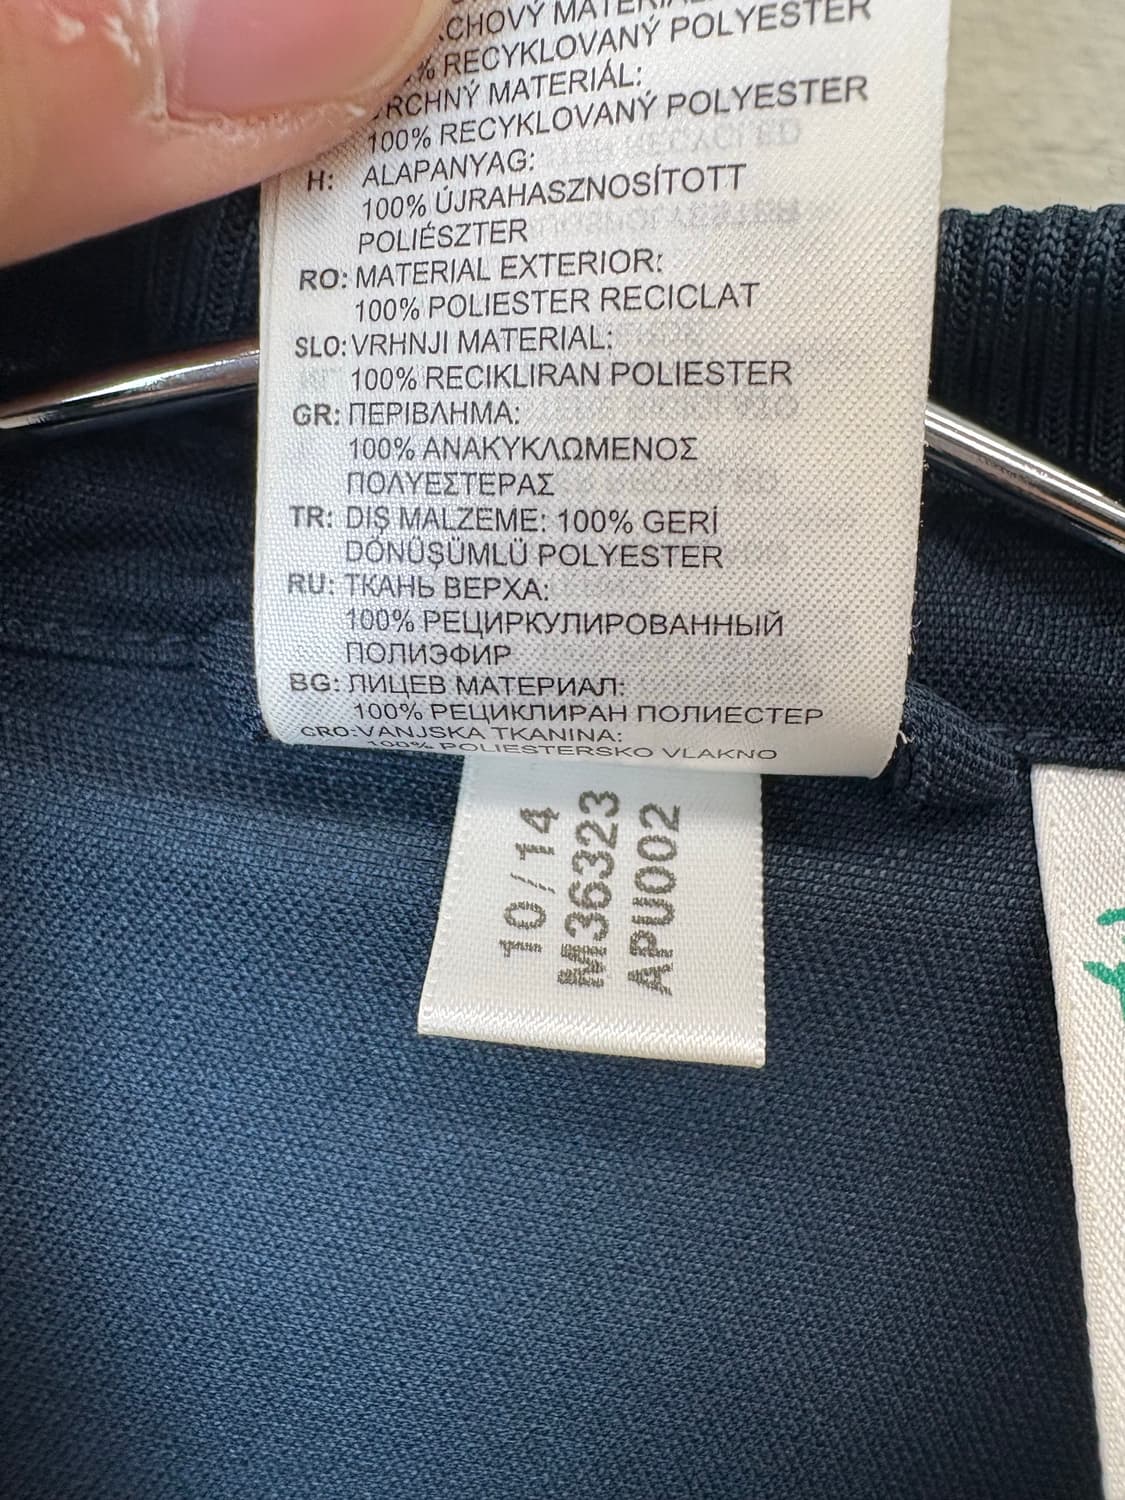 RECYKLOVANÝ POLYESTER
MATERIÁL:
100% RECYKLOVANÝ POLYESTER
H: ALAPANYAG:
100% ÚJRAHASZNOSÍTOTT
POLIÉSZTER
RO: MATERIAL EXTERIOR:
100% POLIESTER RECICLAT
SLO: VRHNJI MATERIAL:
100% RECIKLIRAN POLIESTER
GR: ΠΕΡΙΒΛΗΜΑ:
100% ΑΝΑΚΥΚΛΩΜΕΝΟΣ
ΠΟΛΥΕΣΤΕΡΑΣ
TR: DIŞ MALZEME: 100% GERİ
DÖNÜŞÜMLÜ POLYESTER
RU: ТКАНЬ ВЕРХА:
100% РЕЦИРКУЛИРОВАННЫЙ
ПОЛИЭФИР
BG: ЛИЦЕВ МАТЕРИАЛ:
100% РЕЦИКЛИРАН ПОЛИЕСТЕР
CRO: VANJSKA TKANINA:
100% POLIESTERSKO VLAKNO
10/14
M36323
APU002